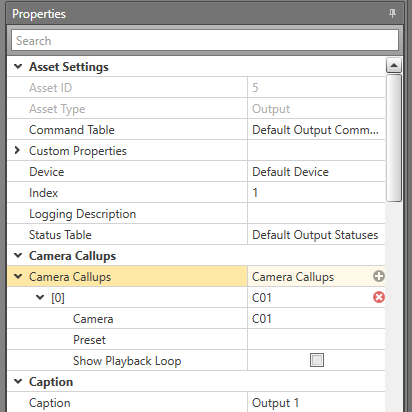 Properties
Search
Asset Settings
Asset ID 5
Asset Type Output
Command Table Default Output Comm...
Custom Properties
Device Default Device
Index 1
Logging Description
Status Table Default Output Statuses
Camera Callups
Camera Callups Camera Callups
[0] C01
Camera C01
Preset
Show Playback Loop
Caption
Caption Output 1